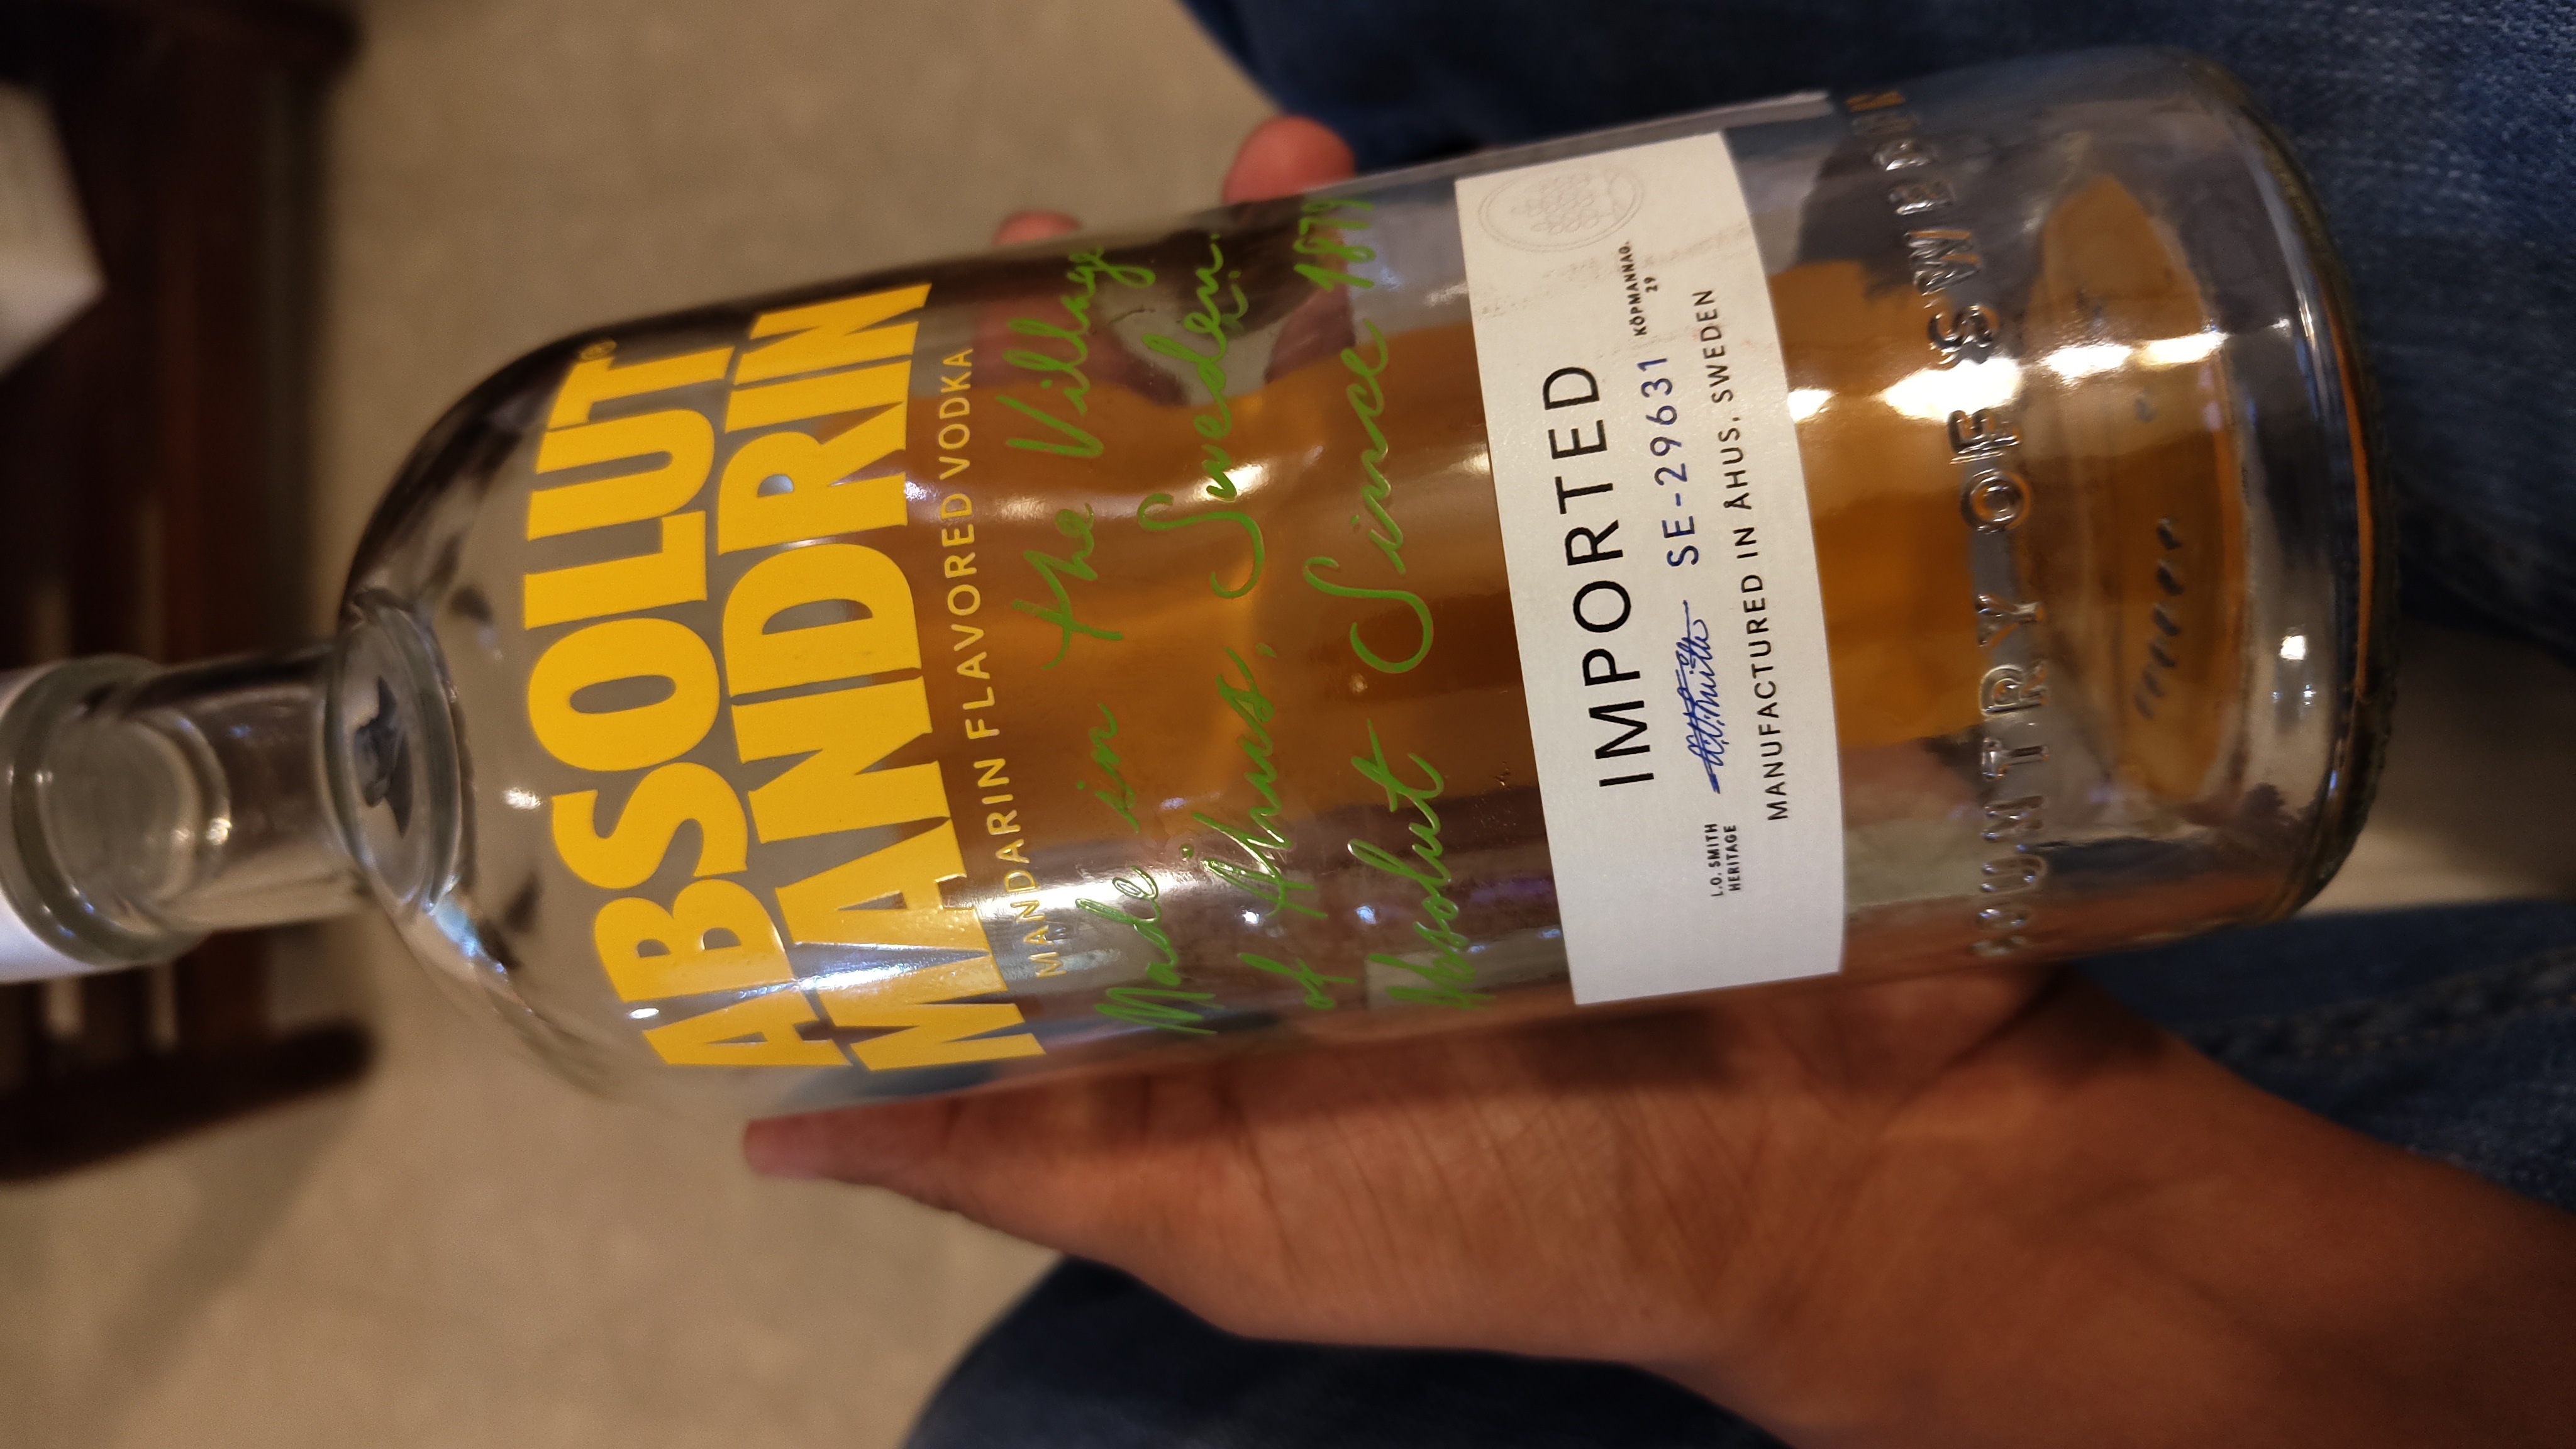 ABSOLUT®
MANDRIN
MANDARIN FLAVORED VODKA
Made in the Village
of Åhus, Sweden.
Absolut Since 1879
IMPORTED
L.O. SMITH
HERITAGE
SE-29631
KÖPMANNAG.
29
MANUFACTURED IN ÅHUS, SWEDEN
COUNTRY OF SWEDEN